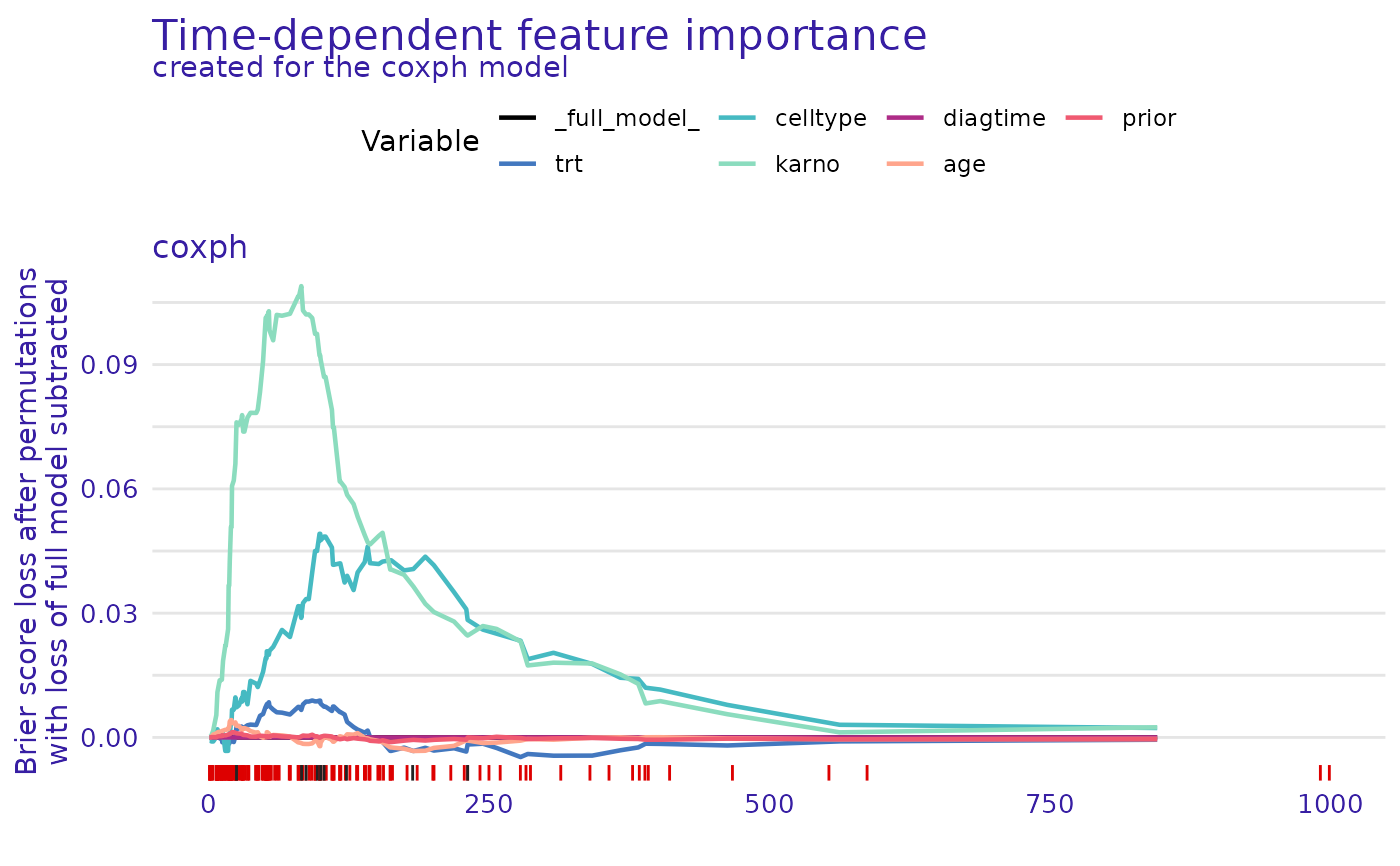 Time-dependent feature importance
created for the coxph model
Variable
_full_model_ celltype diagtime prior
trt karno age
coxph
Brier score loss after permutations
with loss of full model subtracted
0.09
0.06
0.03
0.00
0 250 500 750 1000